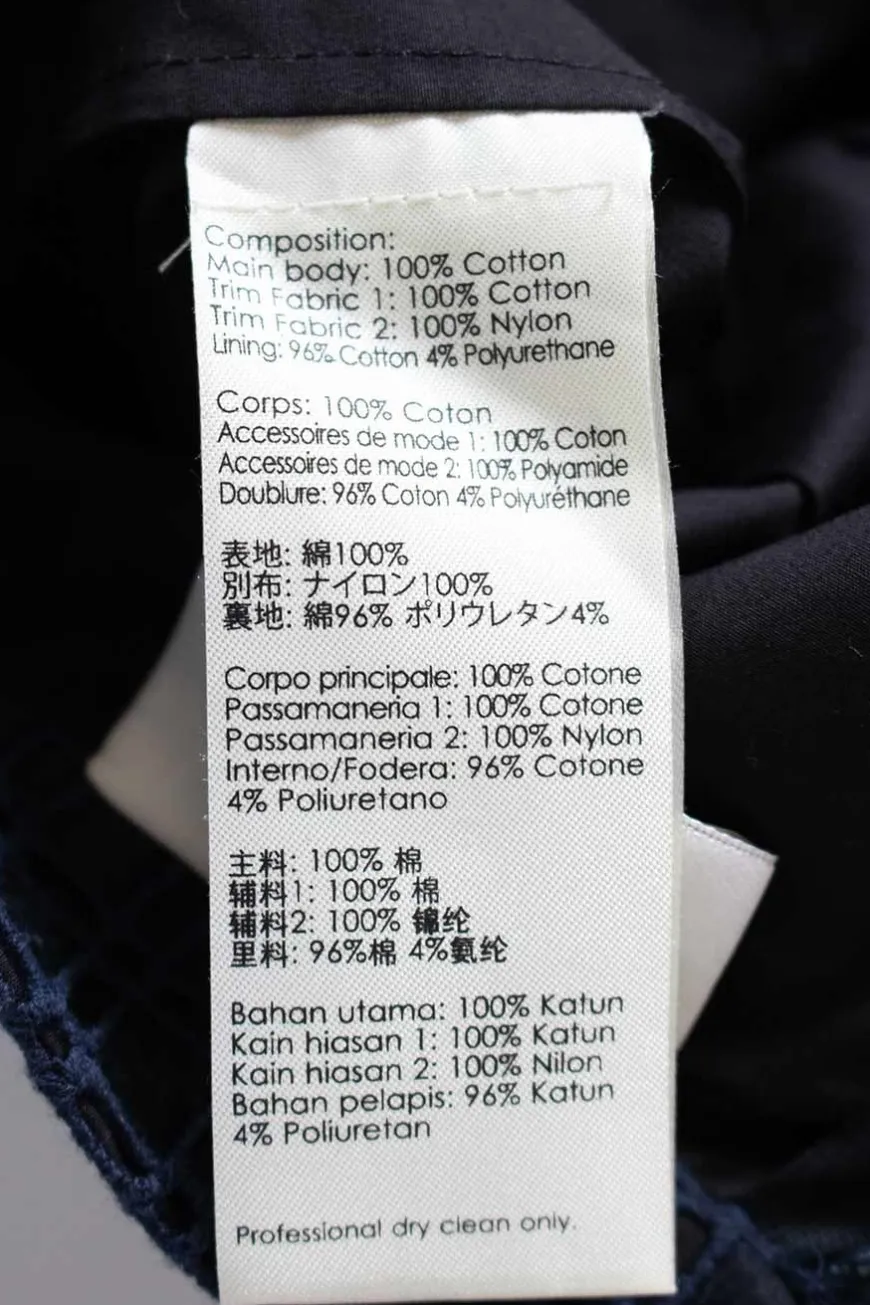 Composition:
Main body: 100% Cotton
Trim Fabric 1: 100% Cotton
Trim Fabric 2: 100% Nylon
Lining: 96% Cotton 4% Polyurethane
Corps: 100% Coton
Accessoires de mode 1: 100% Coton
Accessoires de mode 2: 100% Polyamide
Doublure: 96% Coton 4% Polyuréthane
表地: 綿100%
別布: ナイロン100%
裏地: 綿96% ポリウレタン4%
Corpo principale: 100% Cotone
Passamaneria 1: 100% Cotone
Passamaneria 2: 100% Nylon
Interno/Fodera: 96% Cotone
4% Poliuretano
主料: 100% 棉
辅料1: 100% 棉
辅料2: 100% 锦纶
里料: 96%棉 4%氨纶
Bahan utama: 100% Katun
Kain hiasan 1: 100% Katun
Kain hiasan 2: 100% Nilon
Bahan pelapis: 96% Katun
4% Poliuretan
Professional dry clean only.